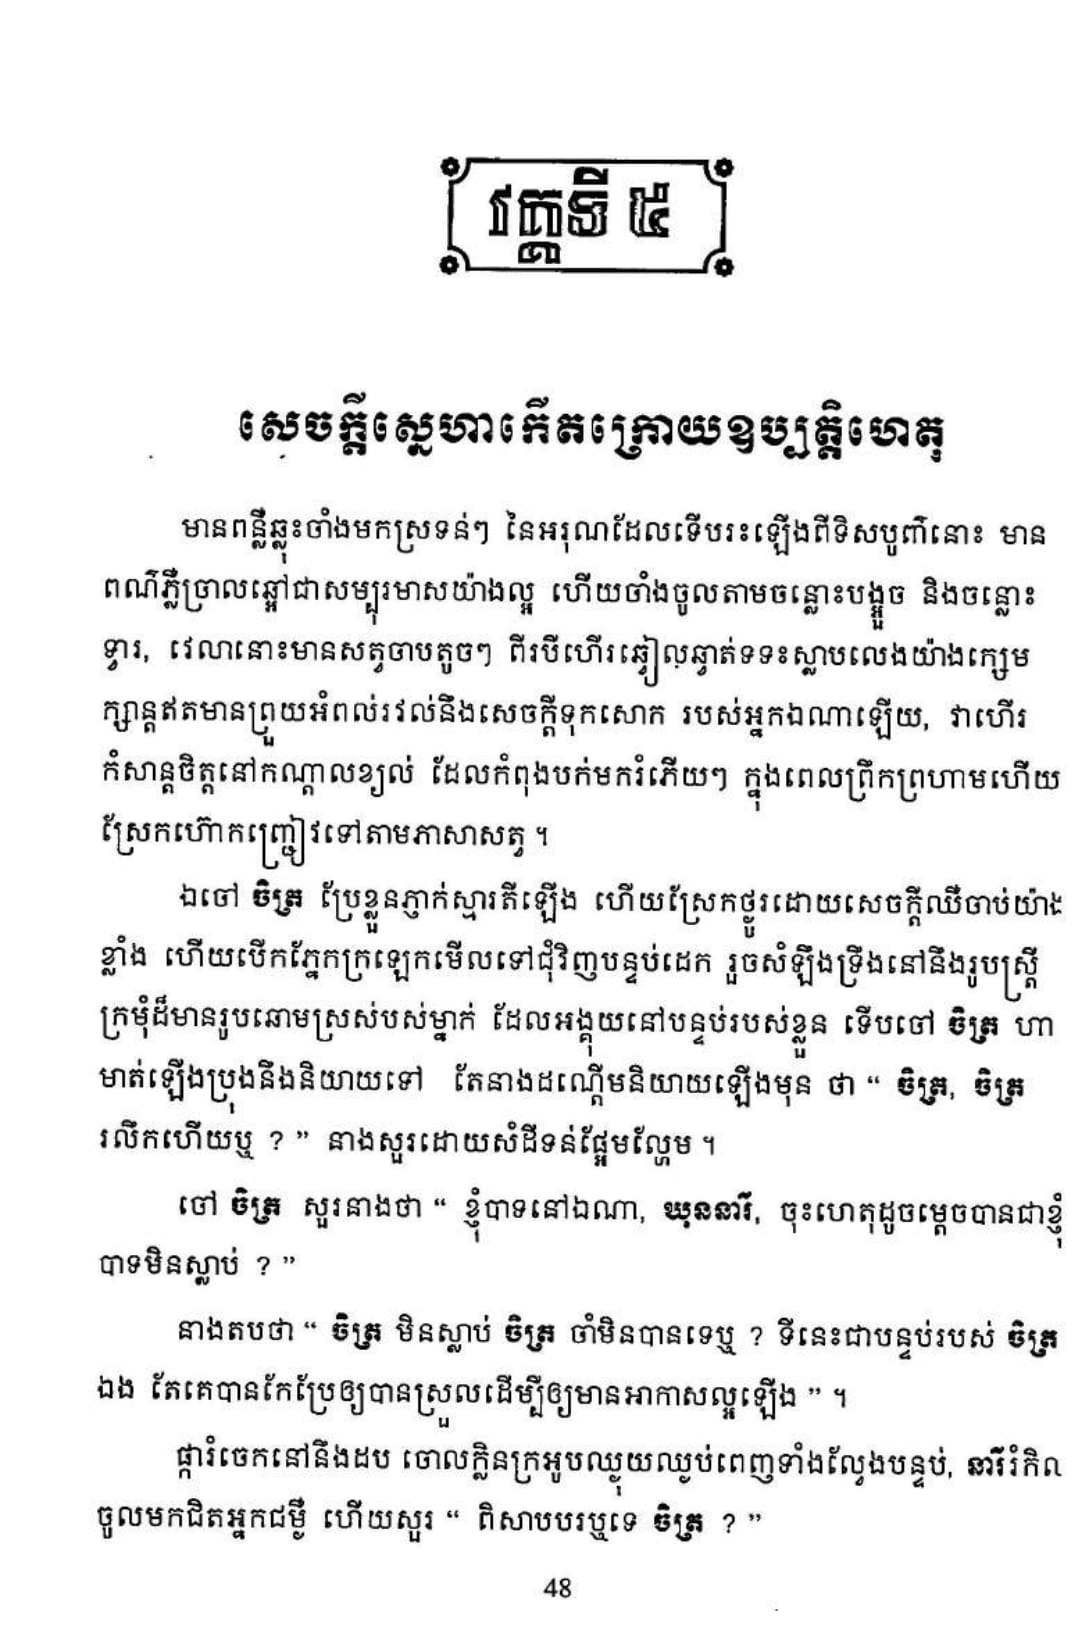 វគ្គទី ៥
សេចក្តីស្នេហាកើតក្រោយឧប្បត្តិហេតុ
មានពន្លឺឆ្លុះចាំងមកស្រទន់ៗ នៃអរុណដែលទើបរះឡើងពីទិសបូព៌ានោះ មាន
ពណ៌ភ្លឺច្រាលឆ្អៅជាសម្បុរមាសយ៉ាងល្អ ហើយចាំងចូលតាមចន្លោះបង្អួច និងចន្លោះ
ទ្វារ, វេលានោះមានសត្វចាបតូចៗ ពីរបីហើរឆ្វៀលឆ្វាត់ទទះស្លាបលេងយ៉ាងក្សេម
ក្សាន្តឥតមានព្រួយអំពល់រវល់នឹងសេចក្តីទុកសោក របស់អ្នកឯណាឡើយ, វាហើរ
កំសាន្តចិត្តនៅកណ្តាលខ្យល់ ដែលកំពុងបក់មករំភើយៗ ក្នុងពេលព្រឹកព្រហាមហើយ
ស្រែកហ៊ោកញ្ជ្រៀវទៅតាមភាសាសត្វ ។
ឯចៅ ចិត្រ ប្រែខ្លួនភ្ញាក់ស្មារតីឡើង ហើយស្រែកថ្ងូរដោយសេចក្តីឈឺចាប់យ៉ាង
ខ្លាំង ហើយបើកភ្នែកក្រឡេកមើលទៅជុំវិញបន្ទប់ដេក រួចសំឡឹងទ្រឹងនៅនឹងរូបស្ត្រី
ក្រមុំដ៏មានរូបឆោមស្រស់បស់ម្នាក់ ដែលអង្គុយនៅបន្ទប់របស់ខ្លួន ទើបចៅ ចិត្រ ហា
មាត់ឡើងប្រុងនឹងនិយាយទៅ តែនាងដណ្តើមនិយាយឡើងមុន ថា “ ចិត្រ, ចិត្រ
រលឹកហើយឬ ? ” នាងសួរដោយសំដីទន់ផ្អែមល្ហែម ។
ចៅ ចិត្រ សួរនាងថា “ ខ្ញុំបាទនៅឯណា, ឃុននារី, ចុះហេតុដូចម្តេចបានជាខ្ញុំ
បាទមិនស្លាប់ ? ”
នាងតបថា “ ចិត្រ មិនស្លាប់ ចិត្រ ចាំមិនបានទេឬ ? ទីនេះជាបន្ទប់របស់ ចិត្រ
ឯង តែគេបានកែប្រែឲ្យបានស្រួលដើម្បីឲ្យមានអាកាសល្អឡើង ” ។
ផ្ការំចេកនៅនឹងដប ចោលក្លិនក្រអូបឈ្ងុយឈ្ងប់ពេញទាំងល្វែងបន្ទប់, នារីរំកិល
ចូលមកជិតអ្នកជម្ងឺ ហើយសួរ “ ពិសាបបរឬទេ ចិត្រ ? ”
48